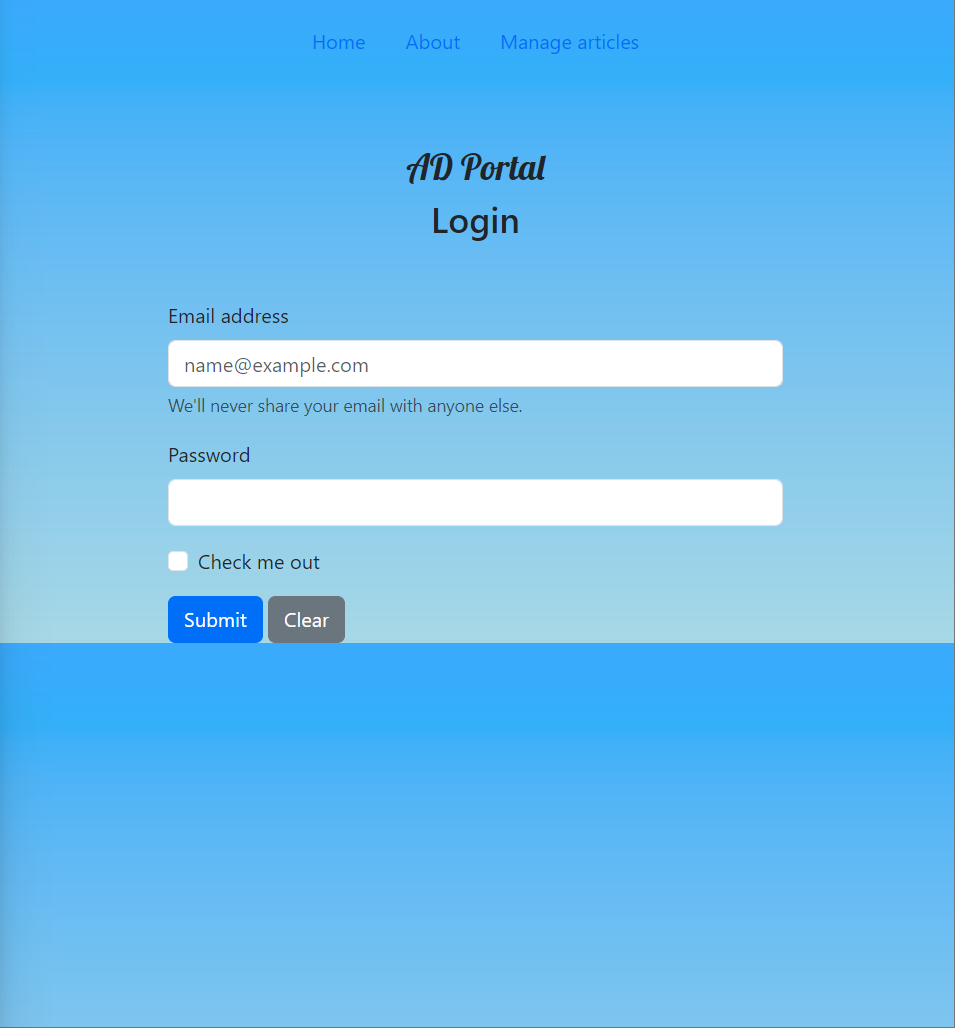 Home About Manage articles
AD Portal
Login
Email address
name@example.com
We'll never share your email with anyone else.
Password
Check me out
Submit Clear